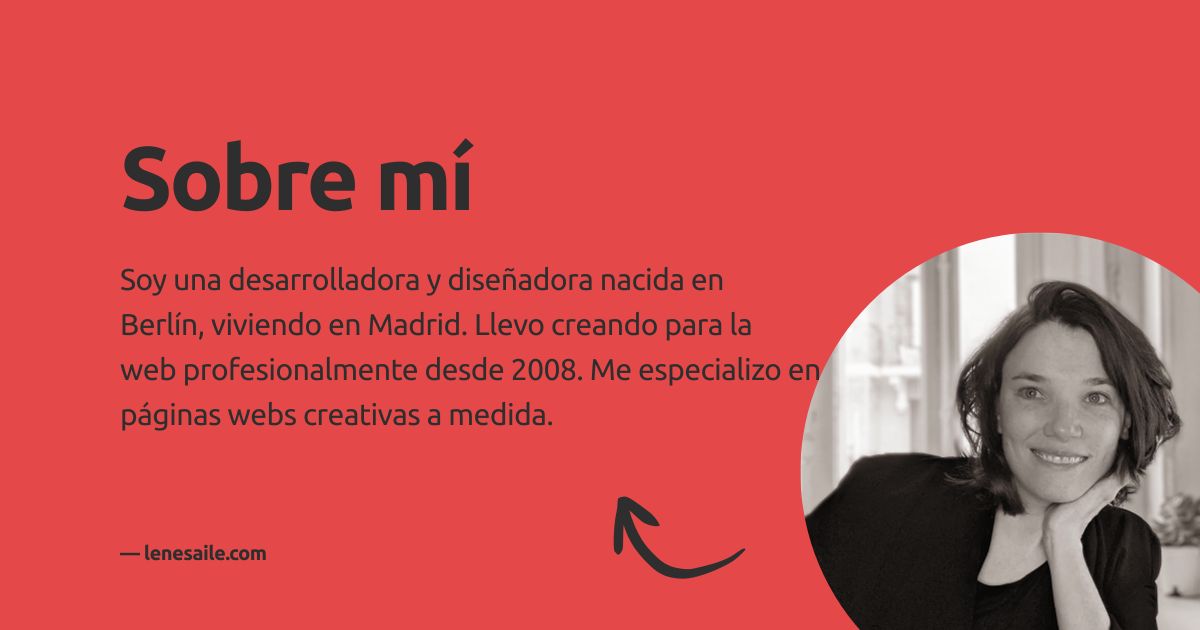 Sobre mí
Soy una desarrolladora y diseñadora nacida en
Berlín, viviendo en Madrid. Llevo creando para la
web profesionalmente desde 2008. Me especializo en
páginas webs creativas a medida.
— lenesaile.com